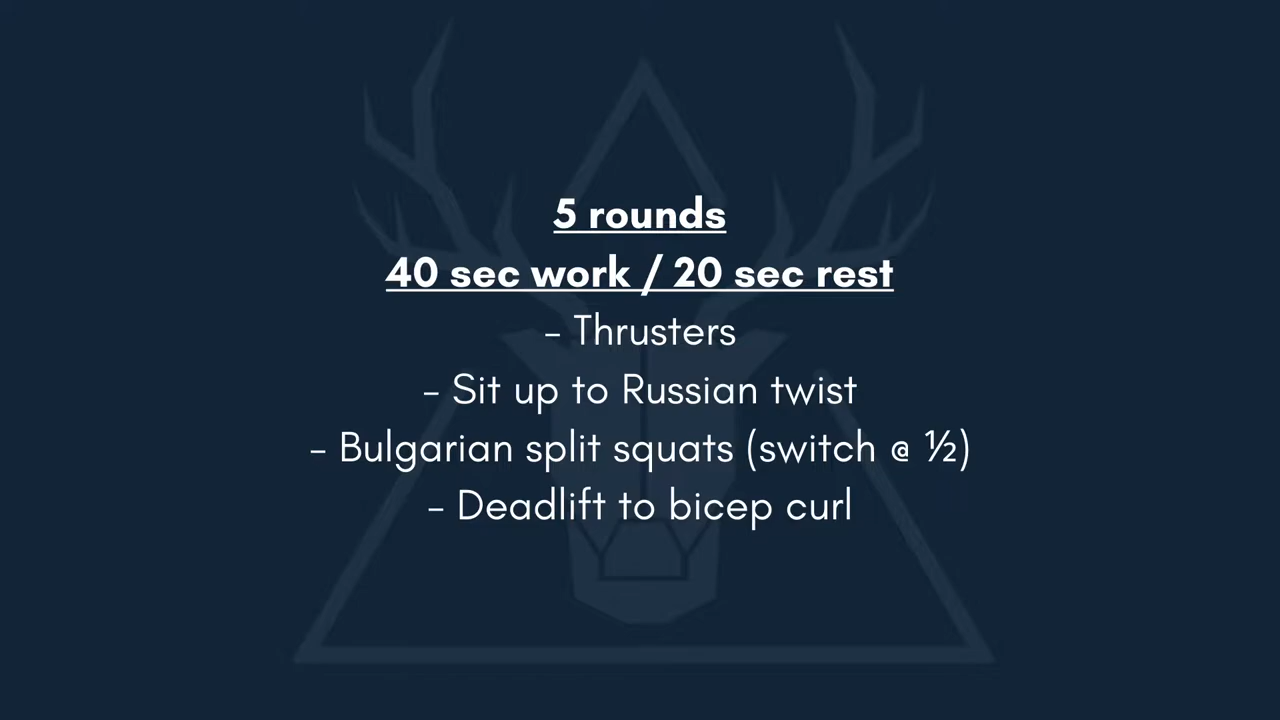 5 rounds
40 sec work / 20 sec rest
- Thrusters
- Sit up to Russian twist
- Bulgarian split squats (switch @ ½)
- Deadlift to bicep curl